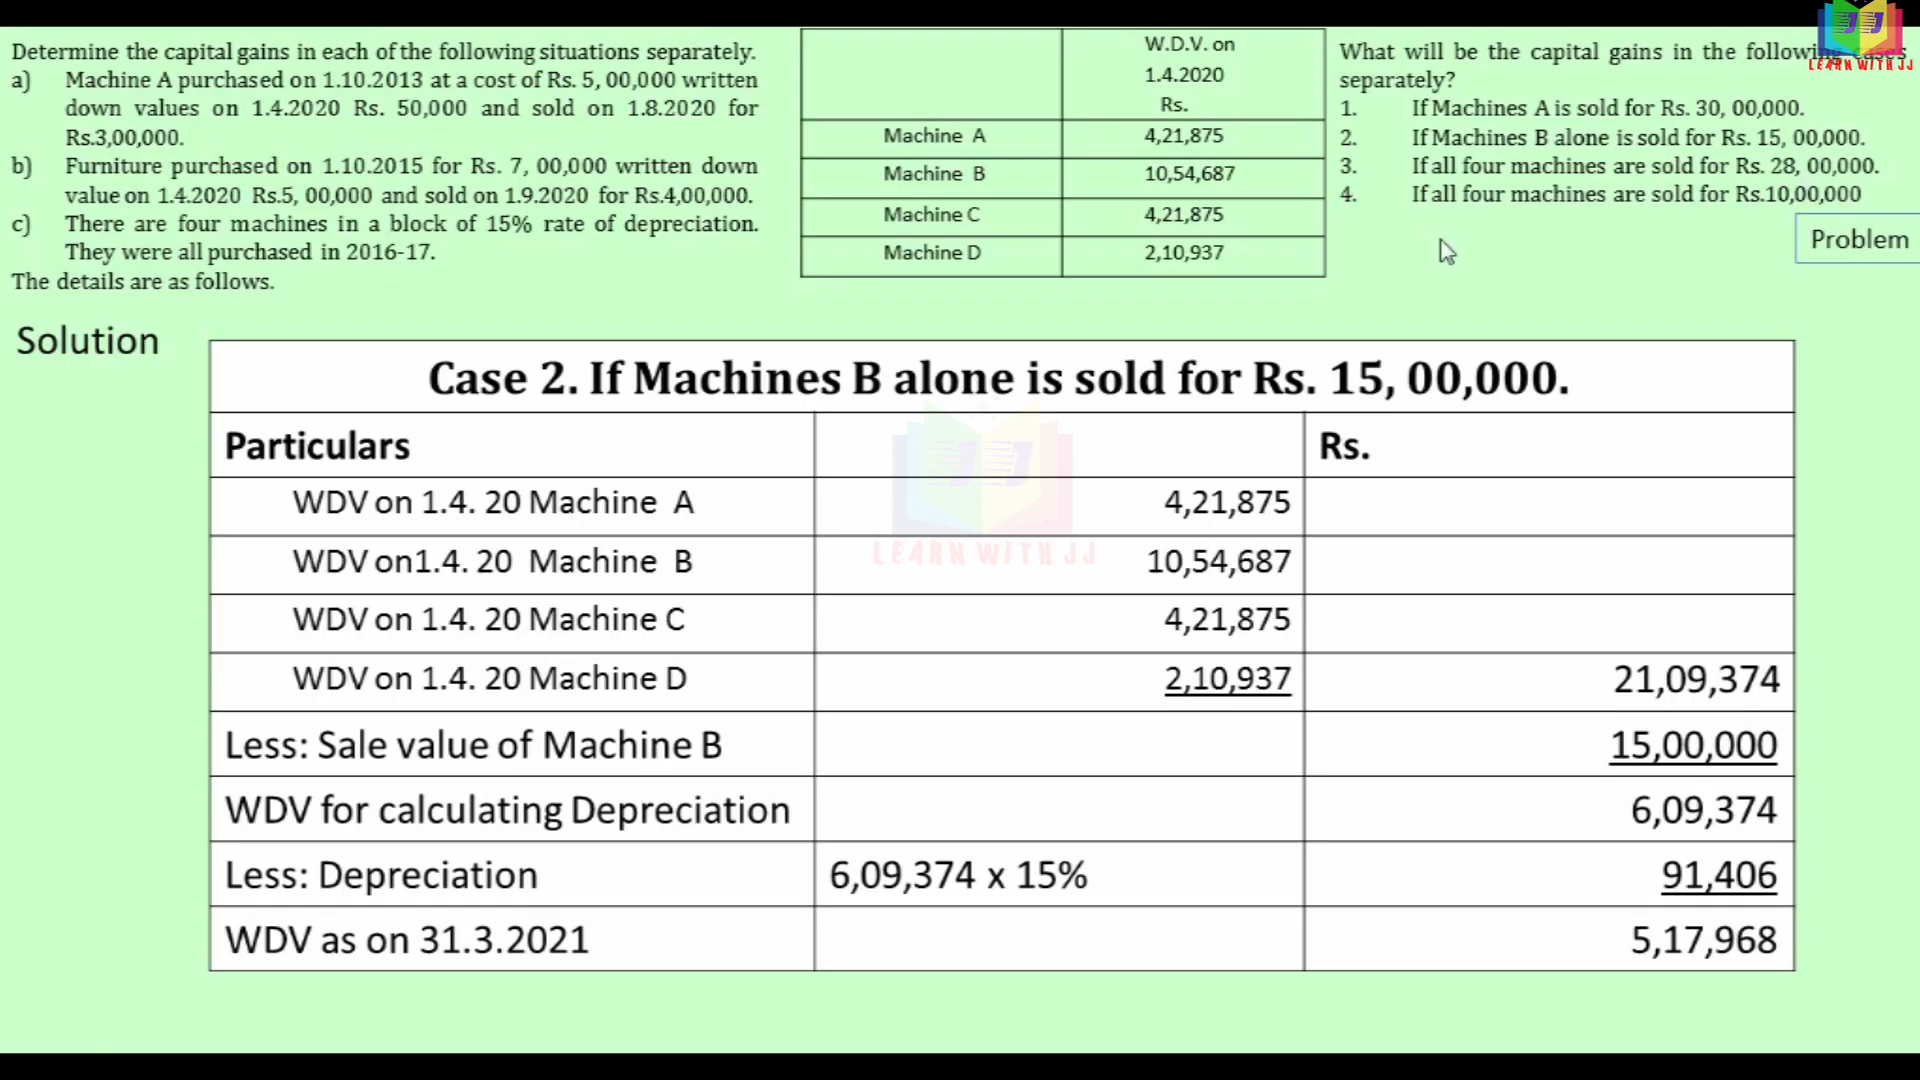 Determine the capital gains in each of the following situations separately.
a) Machine A purchased on 1.10.2013 at a cost of Rs. 5, 00,000 written
down values on 1.4.2020 Rs. 50,000 and sold on 1.8.2020 for
Rs.3,00,000.
b) Furniture purchased on 1.10.2015 for Rs. 7, 00,000 written down
value on 1.4.2020 Rs.5, 00,000 and sold on 1.9.2020 for Rs.4,00,000.
c) There are four machines in a block of 15% rate of depreciation.
They were all purchased in 2016-17.
The details are as follows.
W.D.V. on
1.4.2020
Rs.
Machine A 4,21,875
Machine B 10,54,687
Machine C 4,21,875
Machine D 2,10,937
What will be the capital gains in the following cases
separately?
1. If Machines A is sold for Rs. 30, 00,000.
2. If Machines B alone is sold for Rs. 15, 00,000.
3. If all four machines are sold for Rs. 28, 00,000.
4. If all four machines are sold for Rs.10,00,000
JJ
LEARN WITH JJ
Problem
Solution
Case 2. If Machines B alone is sold for Rs. 15, 00,000.
Particulars Rs.
WDV on 1.4. 20 Machine A 4,21,875
WDV on1.4. 20 Machine B 10,54,687
WDV on 1.4. 20 Machine C 4,21,875
WDV on 1.4. 20 Machine D 2,10,937 21,09,374
Less: Sale value of Machine B 15,00,000
WDV for calculating Depreciation 6,09,374
Less: Depreciation 6,09,374 x 15% 91,406
WDV as on 31.3.2021 5,17,968
JJ
LEARN WITH JJ